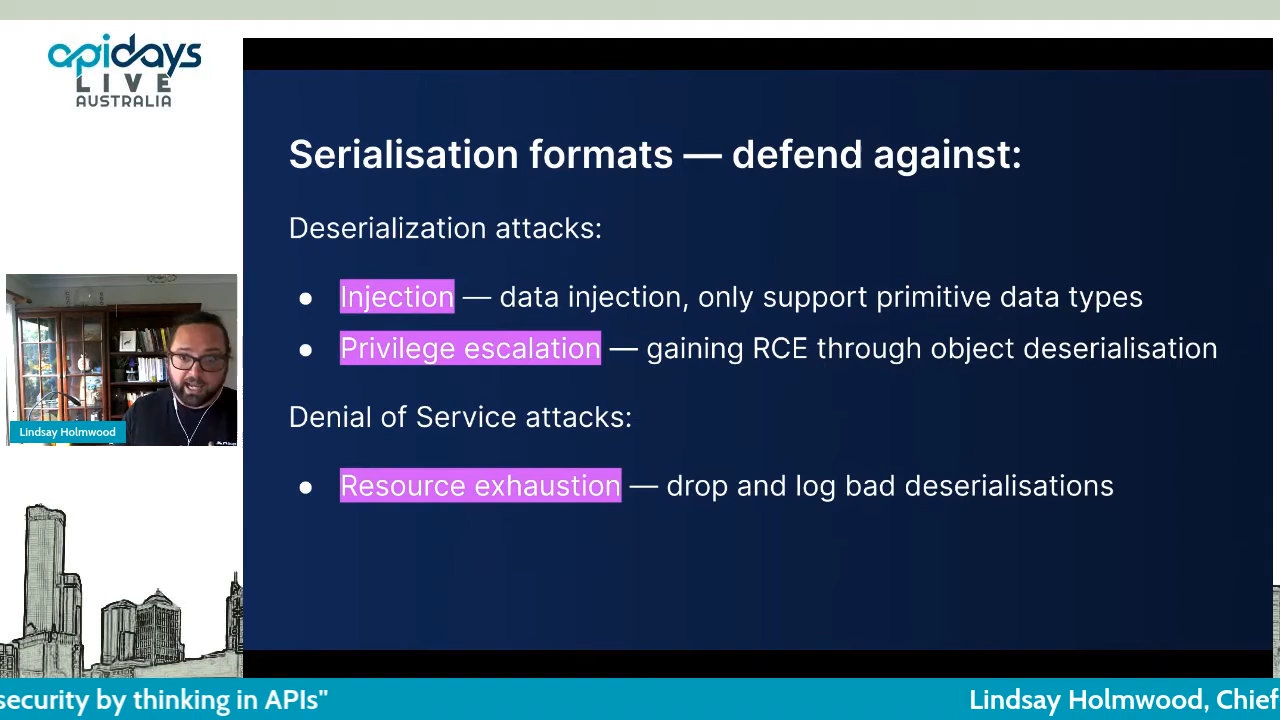 apidays
LIVE
AUSTRALIA
Serialisation formats — defend against:
Deserialization attacks:
● Injection — data injection, only support primitive data types
● Privilege escalation — gaining RCE through object deserialisation
Denial of Service attacks:
● Resource exhaustion — drop and log bad deserialisations
Lindsay Holmwood
security by thinking in APIs"
Lindsay Holmwood, Chief